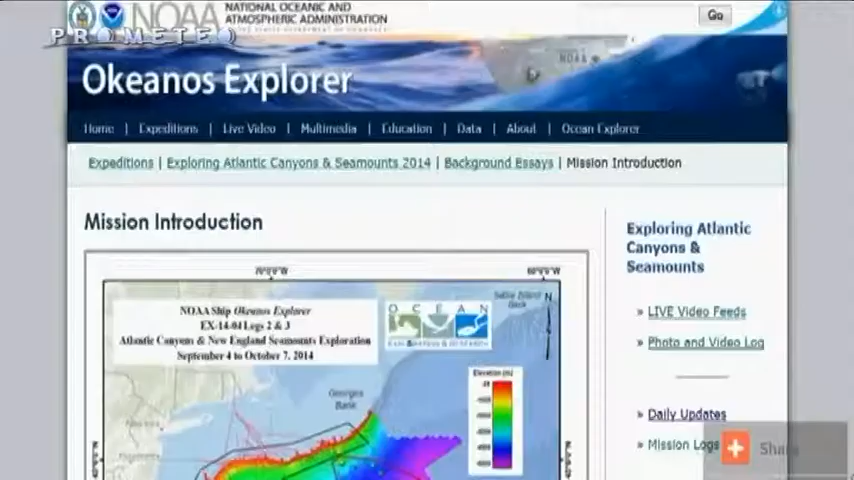 NOAA
NATIONAL OCEANIC AND
ATMOSPHERIC ADMINISTRATION
Go
PROMETEO
Okeanos Explorer
Home | Expeditions | Live Video | Multimedia | Education | Data | About | Ocean Explorer
Expeditions | Exploring Atlantic Canyons & Seamounts 2014 | Background Essays | Mission Introduction
Mission Introduction
Exploring Atlantic
Canyons &
Seamounts
» LIVE Video Feeds
» Photo and Video Log
» Daily Updates
» Mission Logs
Share
NOAA Ship Okeanos Explorer
EX-14-04 Legs 2 & 3
Atlantic Canyons & New England Seamounts Exploration
September 4 to October 7, 2014
OCEAN
N
Elevation (m)
Georges
Bank